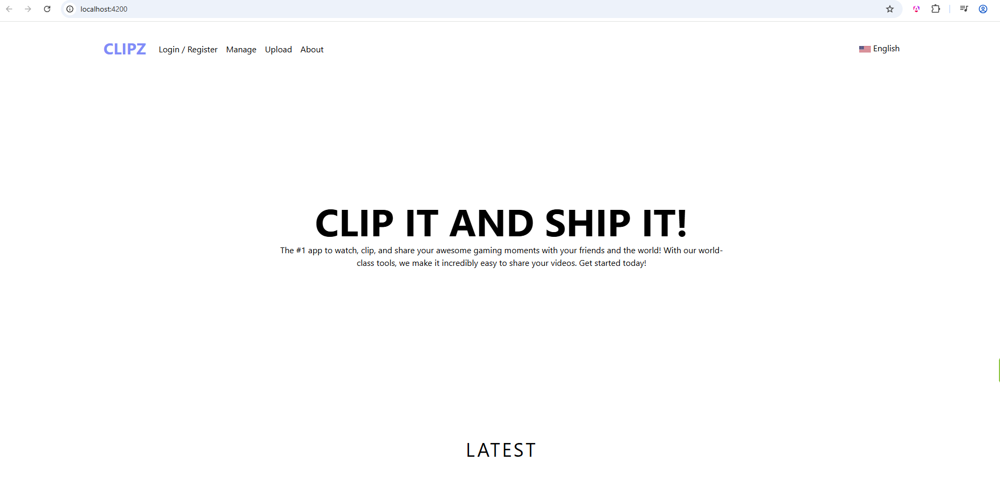 localhost:4200
CLIPZ Login / Register Manage Upload About English
CLIP IT AND SHIP IT!
The #1 app to watch, clip, and share your awesome gaming moments with your friends and the world! With our world-
class tools, we make it incredibly easy to share your videos. Get started today!
LATEST